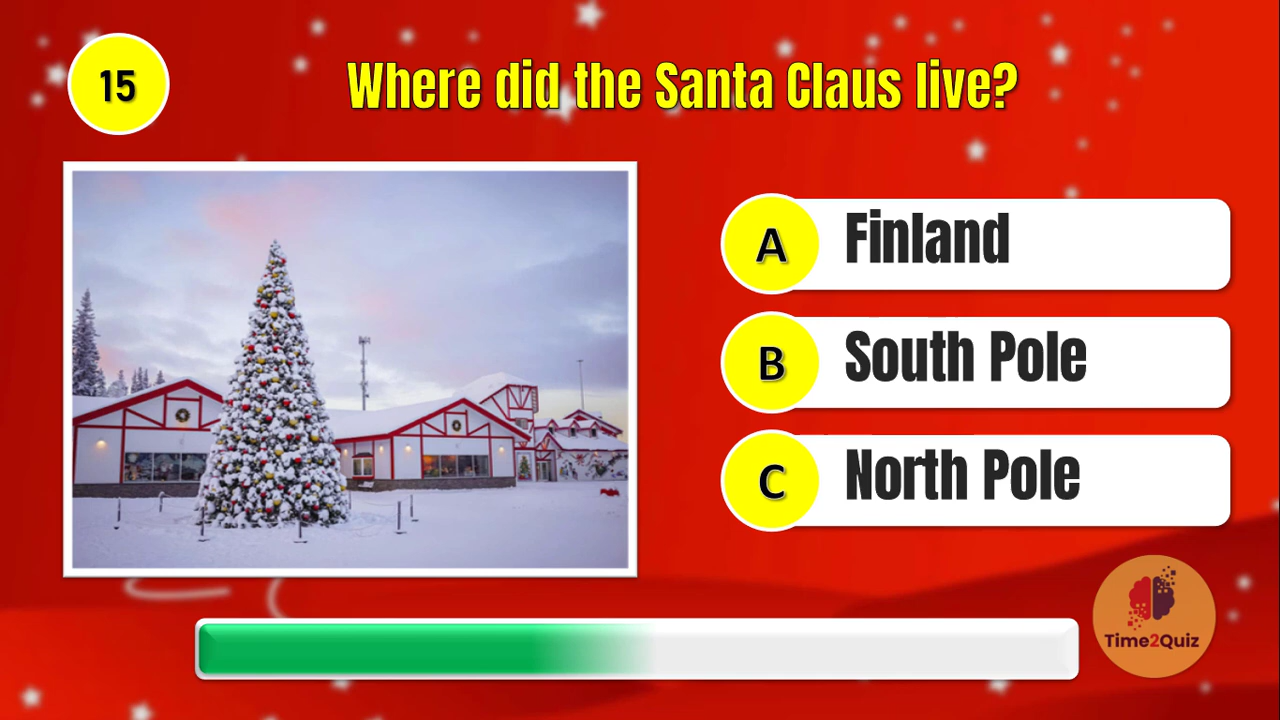 15
Where did the Santa Claus live?
A Finland
B South Pole
C North Pole
Time2Quiz